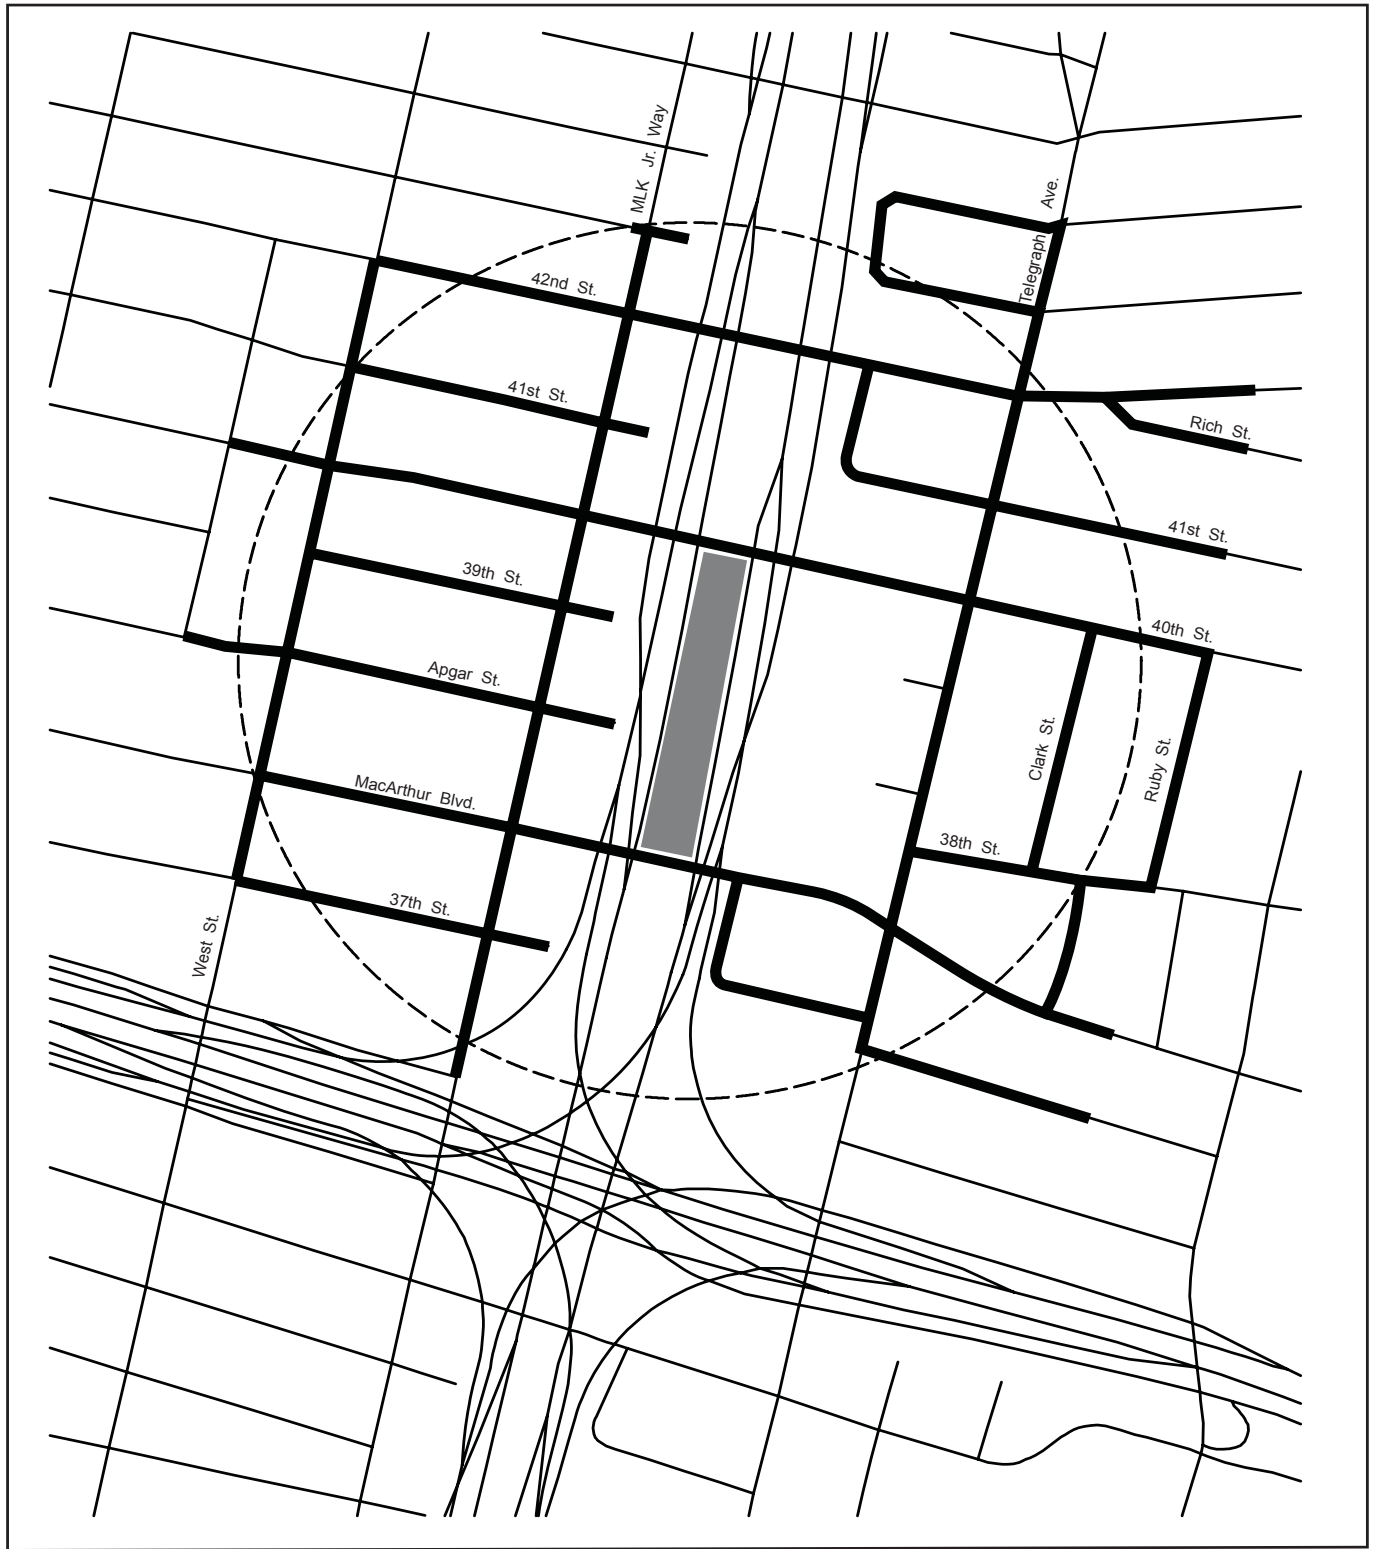 MLK Jr. Way
Telegraph Ave.
42nd St.
41st St.
Rich St.
41st St.
39th St.
40th St.
Apgar St.
Clark St.
Ruby St.
MacArthur Blvd.
38th St.
37th St.
West St.